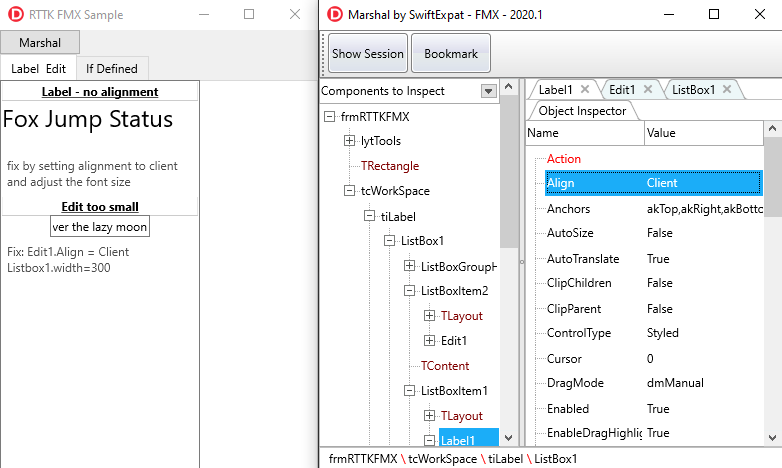 RTTK FMX Sample
Marshal
Label Edit
If Defined
Label - no alignment
Fox Jump Status
fix by setting alignment to client
and adjust the font size
Edit too small
ver the lazy moon
Fix: Edit1.Align = Client
Listbox1.width=300
Marshal by SwiftExpat - FMX - 2020.1
Show Session
Bookmark
Components to Inspect
frmRTTKFMX
lytTools
TRectangle
tcWorkSpace
tiLabel
ListBox1
ListBoxGroupH
ListBoxItem2
TLayout
Edit1
TContent
ListBoxItem1
TLayout
Label1
Label1
Edit1
ListBox1
Object Inspector
Name Value
Action
Align Client
Anchors akTop,akRight,akBotto
AutoSize False
AutoTranslate True
ClipChildren False
ClipParent False
ControlType Styled
Cursor 0
DragMode dmManual
Enabled True
EnableDragHighlig True
frmRTTKFMX \ tcWorkSpace \ tiLabel \ ListBox1